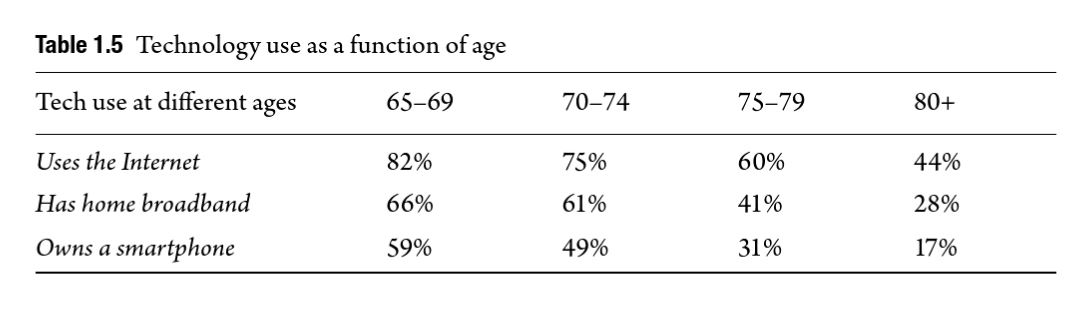 Table 1.5 Technology use as a function of age
Tech use at different ages 65–69 70–74 75–79 80+
Uses the Internet 82% 75% 60% 44%
Has home broadband 66% 61% 41% 28%
Owns a smartphone 59% 49% 31% 17%